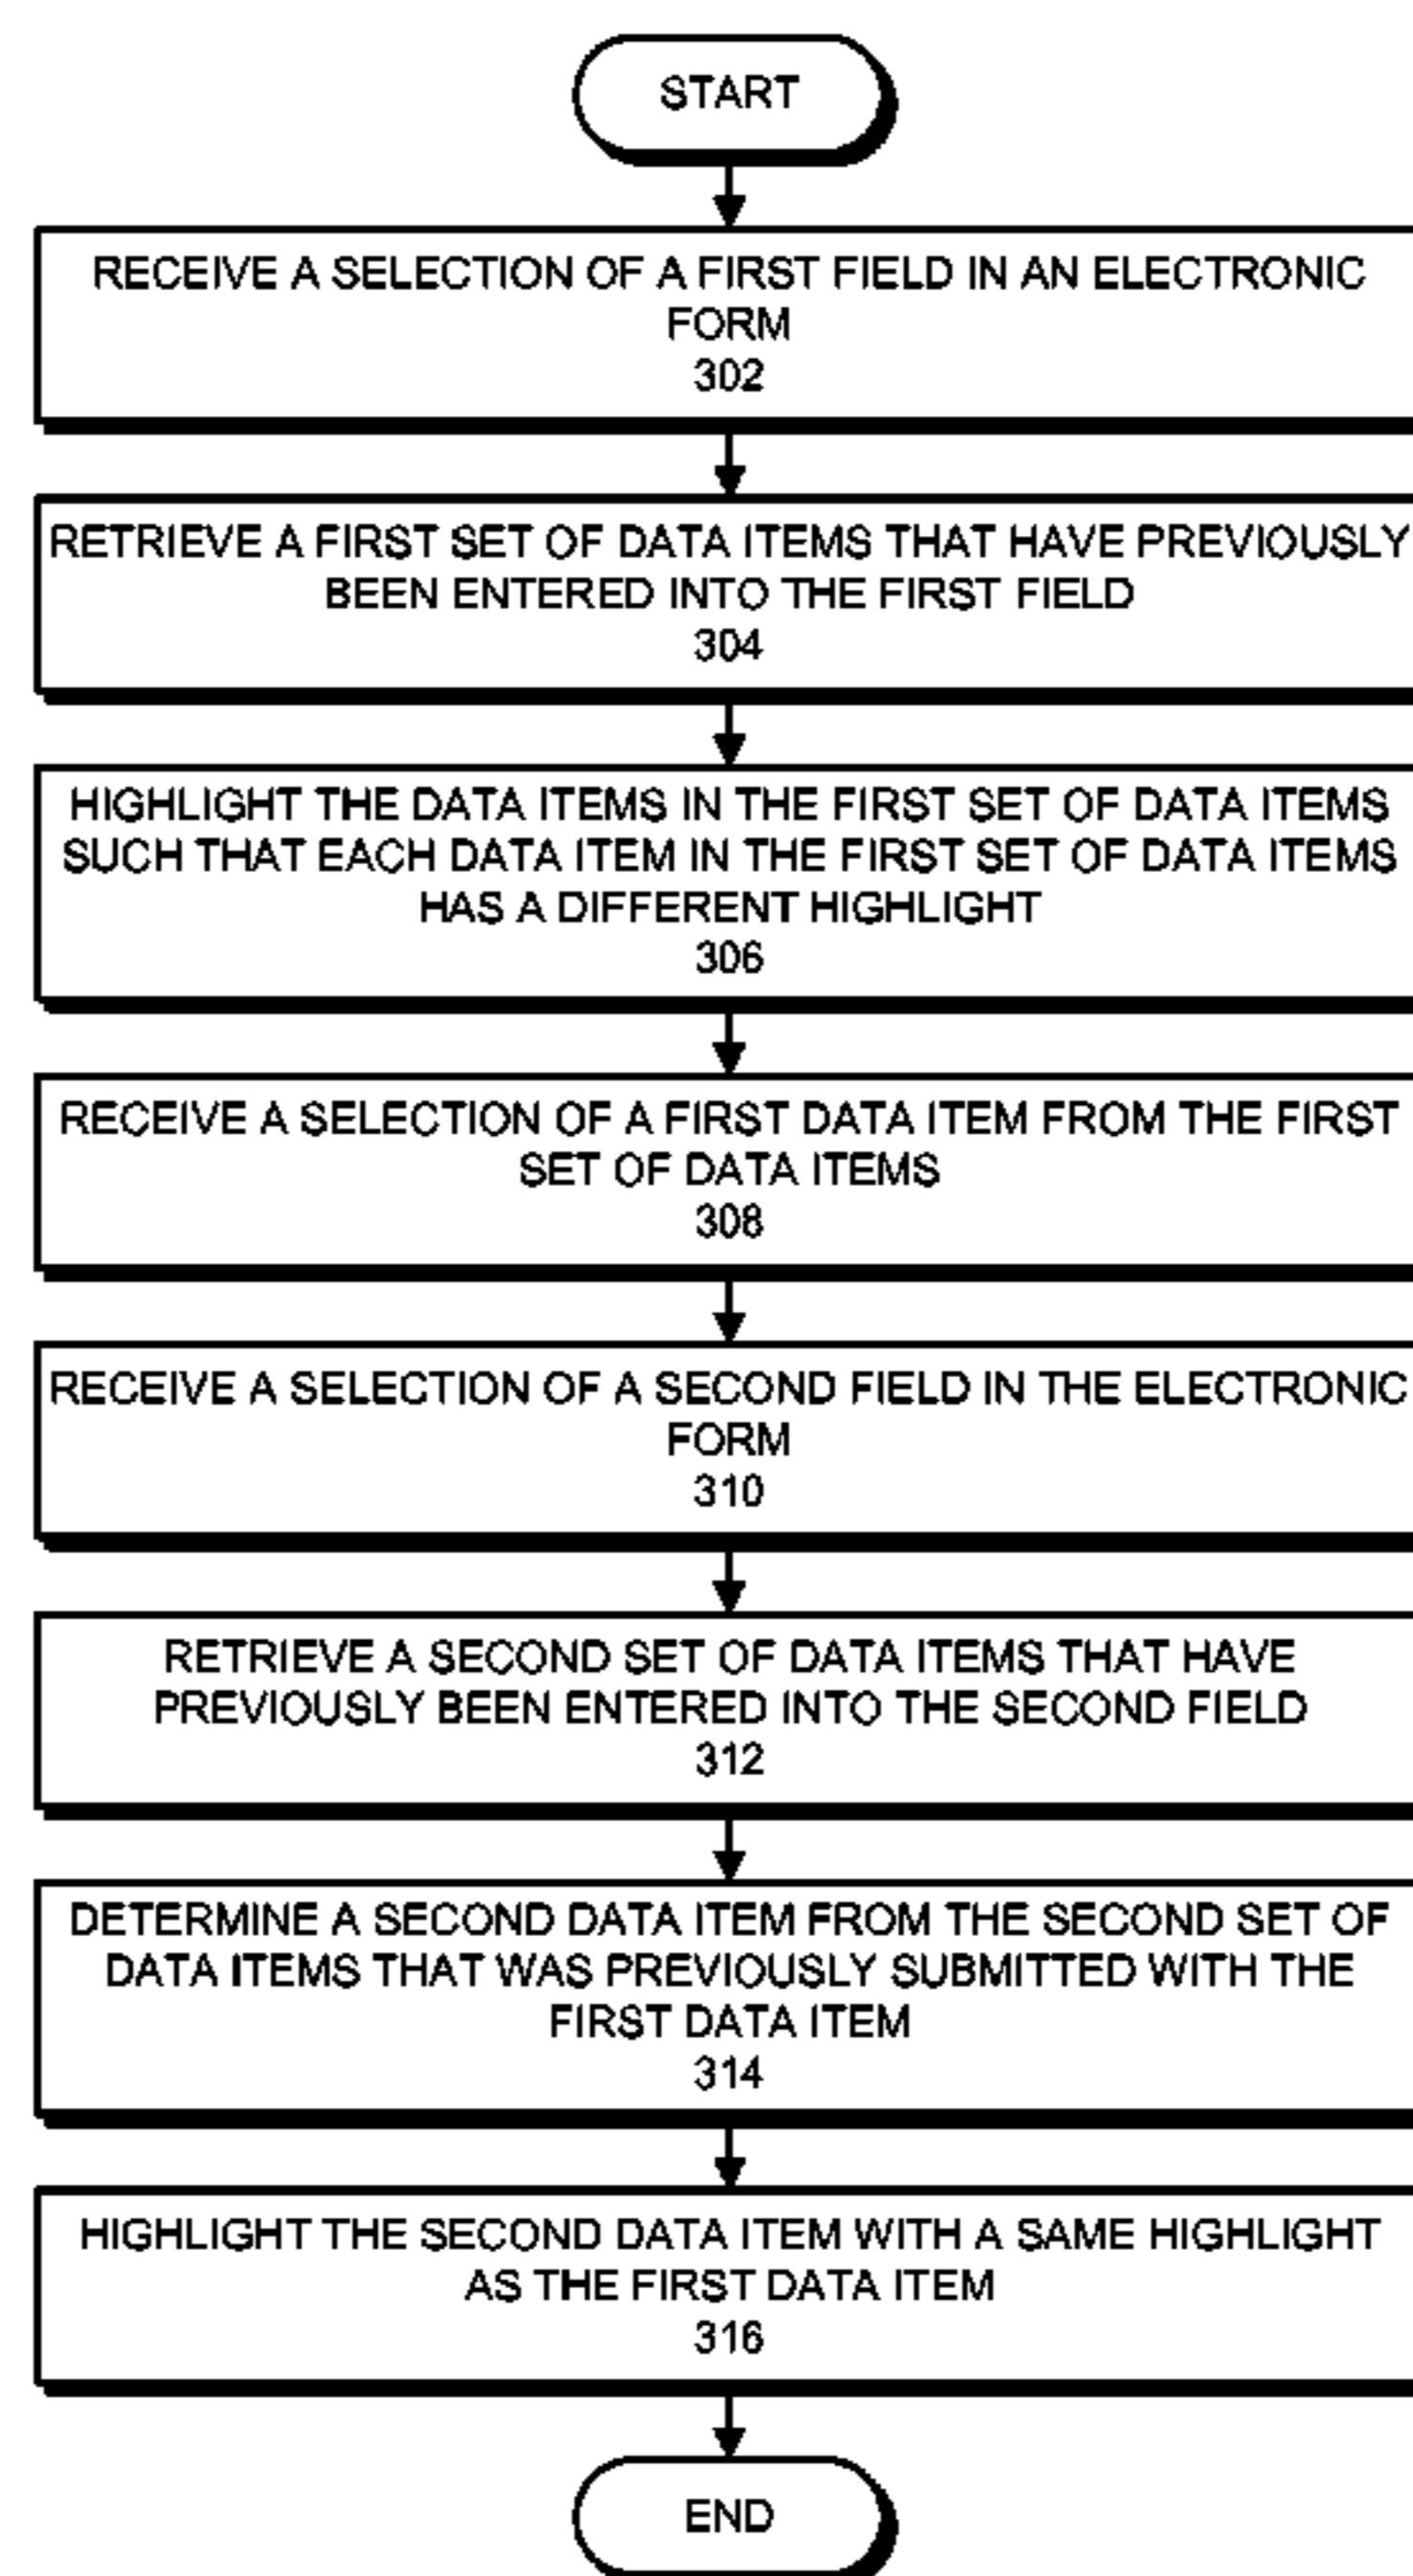 START
RECEIVE A SELECTION OF A FIRST FIELD IN AN ELECTRONIC
FORM
302
RETRIEVE A FIRST SET OF DATA ITEMS THAT HAVE PREVIOUSLY
BEEN ENTERED INTO THE FIRST FIELD
304
HIGHLIGHT THE DATA ITEMS IN THE FIRST SET OF DATA ITEMS
SUCH THAT EACH DATA ITEM IN THE FIRST SET OF DATA ITEMS
HAS A DIFFERENT HIGHLIGHT
306
RECEIVE A SELECTION OF A FIRST DATA ITEM FROM THE FIRST
SET OF DATA ITEMS
308
RECEIVE A SELECTION OF A SECOND FIELD IN THE ELECTRONIC
FORM
310
RETRIEVE A SECOND SET OF DATA ITEMS THAT HAVE
PREVIOUSLY BEEN ENTERED INTO THE SECOND FIELD
312
DETERMINE A SECOND DATA ITEM FROM THE SECOND SET OF
DATA ITEMS THAT WAS PREVIOUSLY SUBMITTED WITH THE
FIRST DATA ITEM
314
HIGHLIGHT THE SECOND DATA ITEM WITH A SAME HIGHLIGHT
AS THE FIRST DATA ITEM
316
END